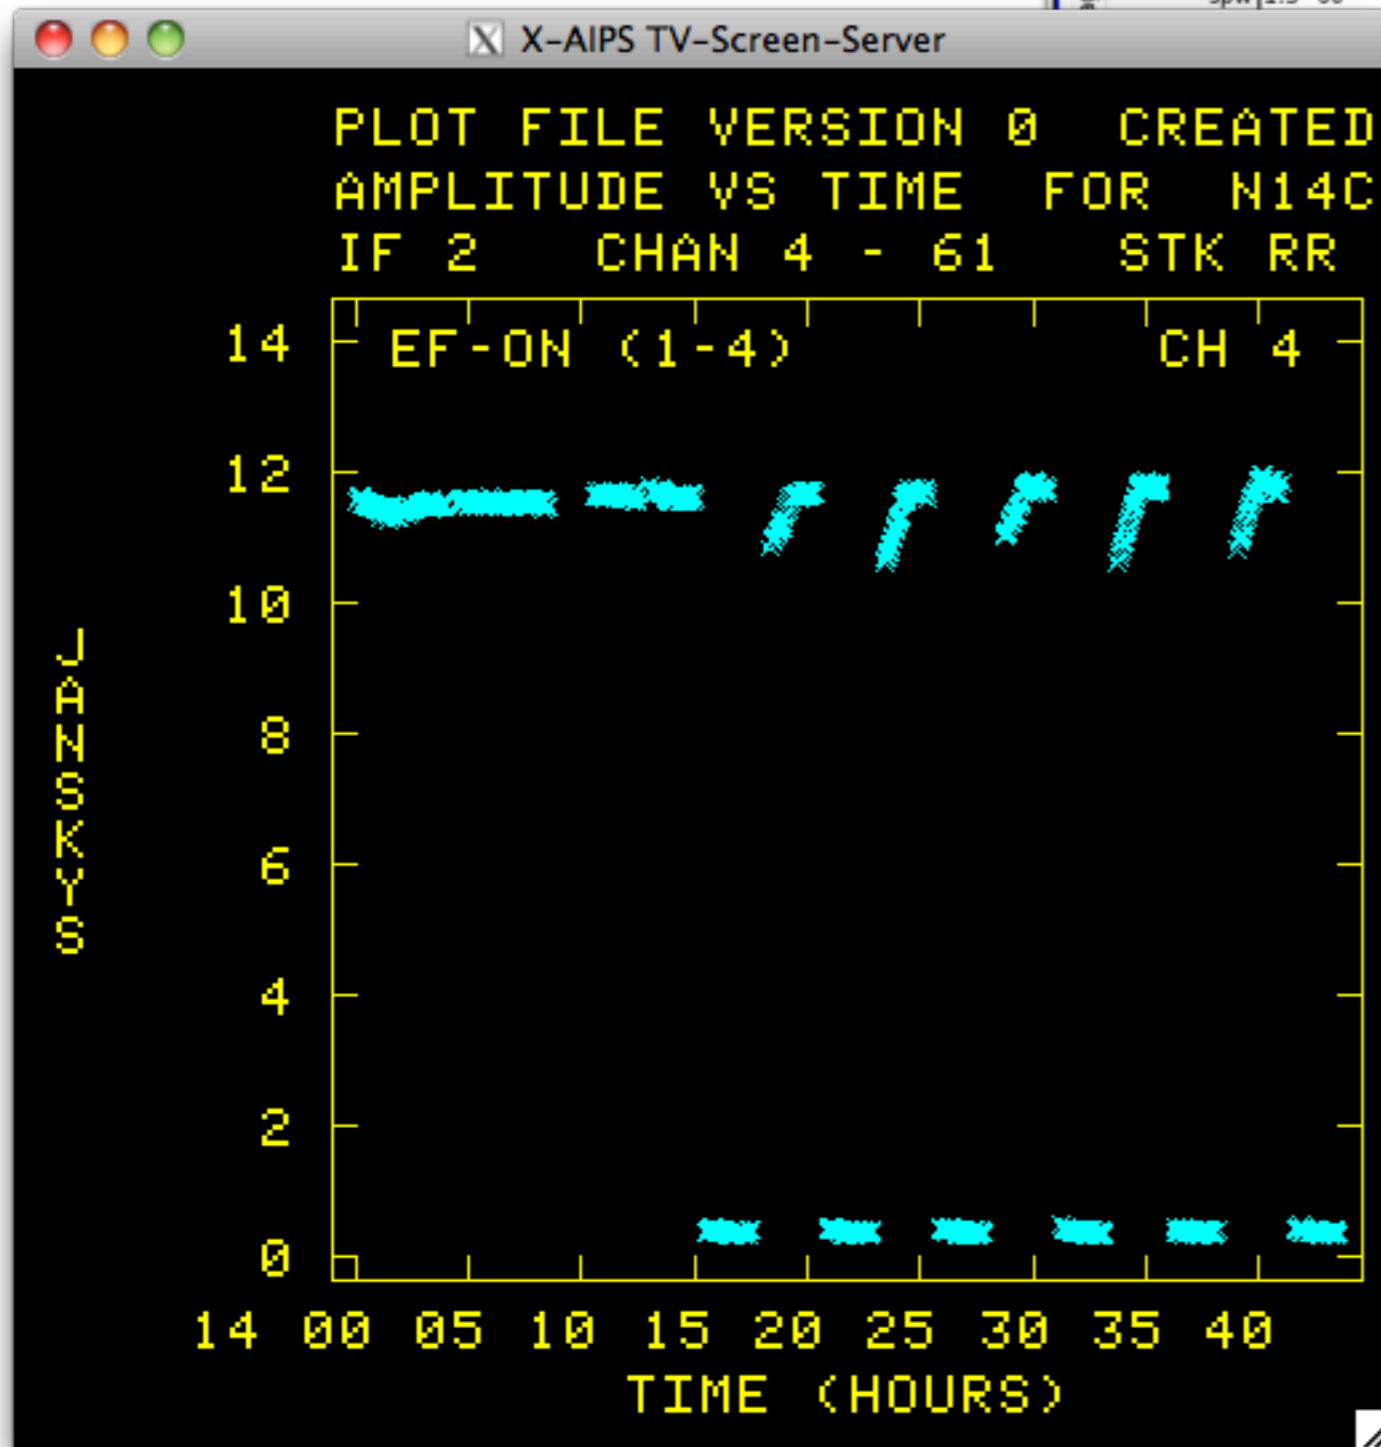 X-AIPS TV-Screen-Server
PLOT FILE VERSION 0 CREATED
AMPLITUDE VS TIME FOR N14C
IF 2 CHAN 4 - 61 STK RR
14
EF-ON (1-4) CH 4
12
10
8
6
4
2
0
JANSKYS
14 00 05 10 15 20 25 30 35 40
TIME (HOURS)